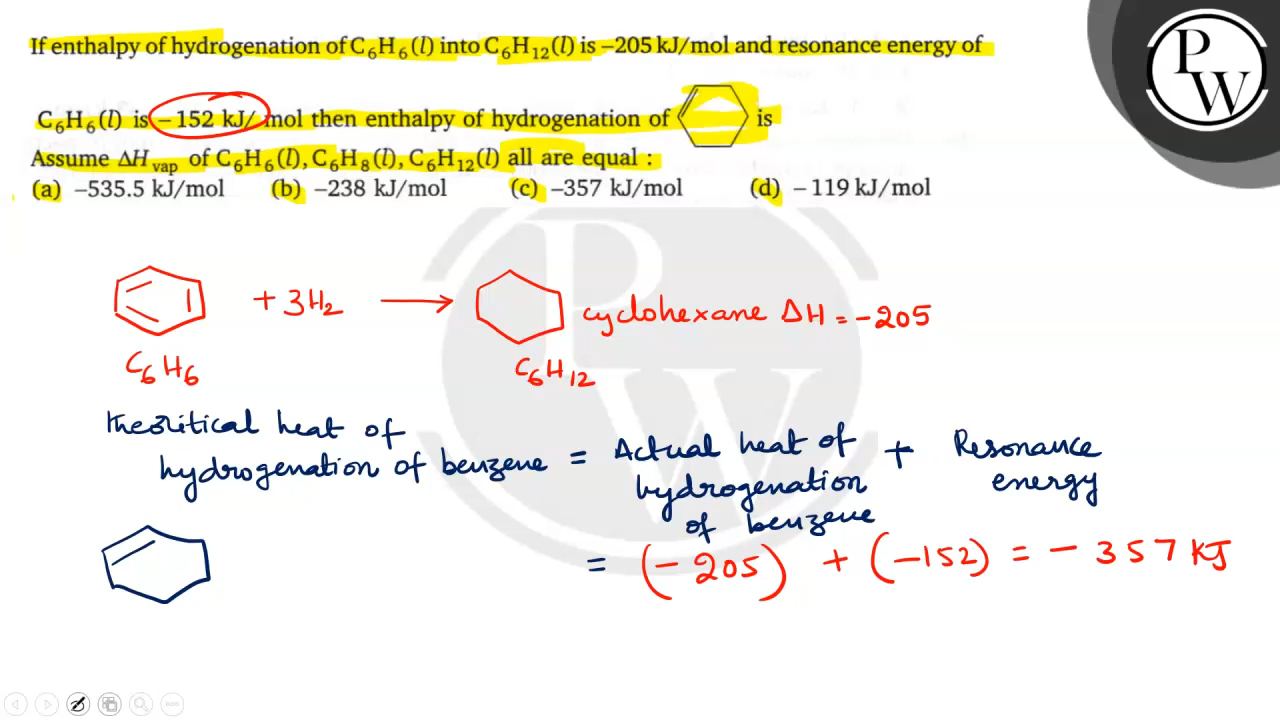 If enthalpy of hydrogenation of C₆H₆(l) into C₆H₁₂(l) is −205 kJ/mol and resonance energy of
C₆H₆(l) is −152 kJ/mol then enthalpy of hydrogenation of is
Assume ΔH_vap of C₆H₆(l), C₆H₈(l), C₆H₁₂(l) all are equal :
(a) −535.5 kJ/mol (b) −238 kJ/mol (c) −357 kJ/mol (d) −119 kJ/mol
PW
+ 3H₂ ⟶ cyclohexane ΔH = −205
C₆H₆ C₆H₁₂
theoritical heat of
hydrogenation of benzene = Actual heat of hydrogenation of benzene + Resonance energy
= (−205) + (−152) = −357 KJ
PW